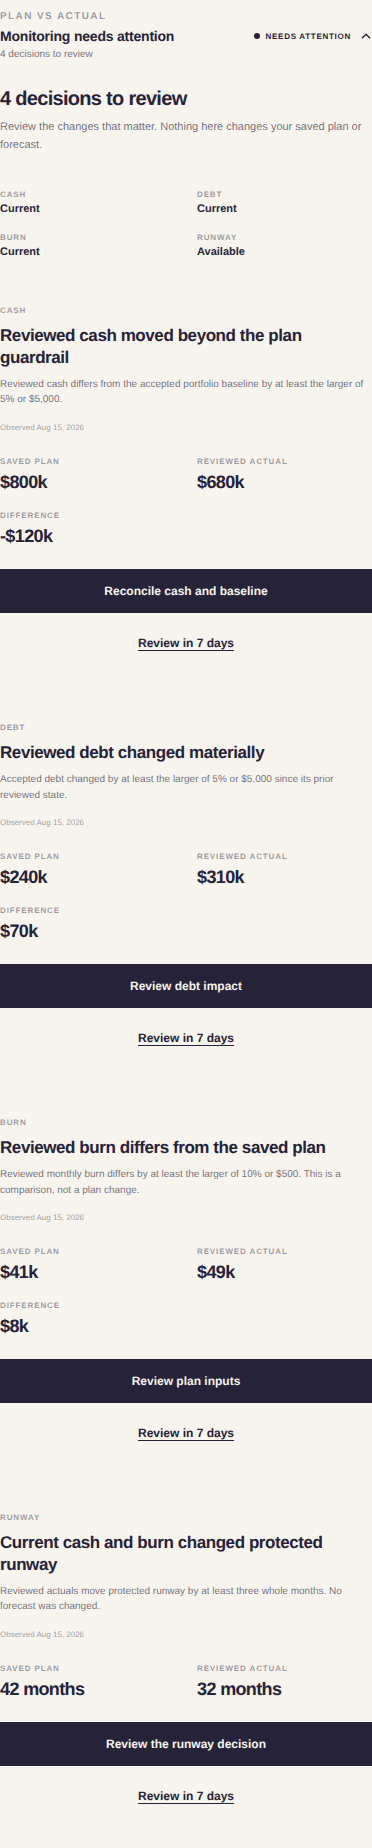 PLAN VS ACTUAL
Monitoring needs attention
NEEDS ATTENTION
4 decisions to review
4 decisions to review
Review the changes that matter. Nothing here changes your saved plan or
forecast.
CASH
Current
DEBT
Current
BURN
Current
RUNWAY
Available
CASH
Reviewed cash moved beyond the plan
guardrail
Reviewed cash differs from the accepted portfolio baseline by at least the larger of
5% or $5,000.
Observed Aug 15, 2026
SAVED PLAN
$800k
REVIEWED ACTUAL
$680k
DIFFERENCE
-$120k
Reconcile cash and baseline
Review in 7 days
DEBT
Reviewed debt changed materially
Accepted debt changed by at least the larger of 5% or $5,000 since its prior
reviewed state.
Observed Aug 15, 2026
SAVED PLAN
$240k
REVIEWED ACTUAL
$310k
DIFFERENCE
$70k
Review debt impact
Review in 7 days
BURN
Reviewed burn differs from the saved plan
Reviewed monthly burn differs by at least the larger of 10% or $500. This is a
comparison, not a plan change.
Observed Aug 15, 2026
SAVED PLAN
$41k
REVIEWED ACTUAL
$49k
DIFFERENCE
$8k
Review plan inputs
Review in 7 days
RUNWAY
Current cash and burn changed protected
runway
Reviewed actuals move protected runway by at least three whole months. No
forecast was changed.
Observed Aug 15, 2026
SAVED PLAN
42 months
REVIEWED ACTUAL
32 months
Review the runway decision
Review in 7 days